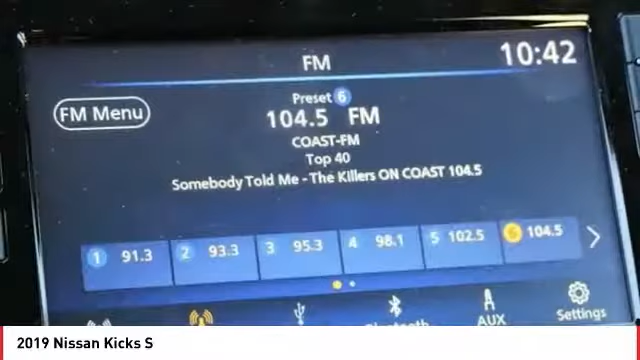 FM
10:42
FM Menu
Preset 6
104.5 FM
COAST-FM
Top 40
Somebody Told Me - The Killers ON COAST 104.5
1 91.3 2 93.3 3 95.3 4 98.1 5 102.5 6 104.5
Bluetooth AUX Settings
2019 Nissan Kicks S